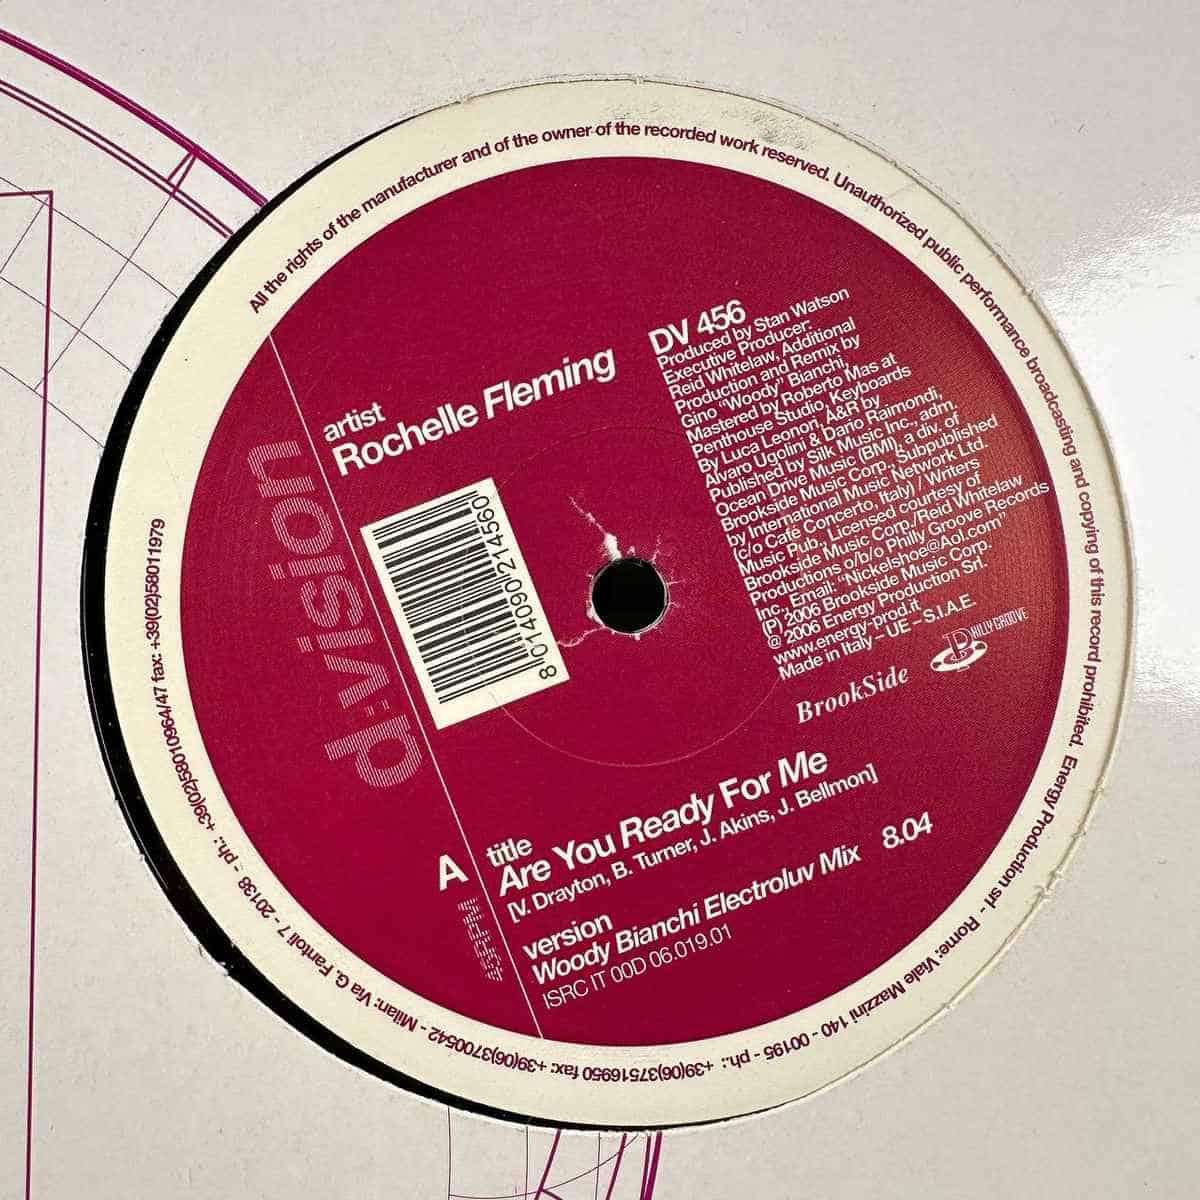 All the rights of the manufacturer and of the owner of the recorded work reserved. Unauthorized public performance broadcasting and copying of this record prohibited. Energy Production srl - Rome: Viale Mazzini 140 - 00195 - ph.: +39(06)37516950 fax: +39(06)3700542 - Milan: Via G. Fantoli 7 - 20138 - ph.: +39(02)58010964/47 fax: +39(02)58011979
d:vision
artist
Rochelle Fleming
8 014090 214560
DV 456
Produced by Stan Watson
Executive Producer:
Reid Whitelaw, Additional
Production and Remix by
Gino "Woody" Bianchi,
Mastered by Roberto Mas at
Penthouse Studio, Keyboards
By Luca Leonori, A&R by
Alvaro Ugolini & Dario Raimondi,
Published by Silk Music Inc., adm.
Ocean Drive Music (BMI), a div. of
Brookside Music Corp., Subpublished
by International Music Network Ltd.
(c/o Café Concerto, Italy) / Writers
Music Pub., Licensed courtesy of
Brookside Music Corp./Reid Whitelaw
Productions o/b/o Philly Groove Records
Inc., Email: "Nickelshoe@Aol.com"
(P) 2006 Brookside Music Corp.
@ 2006 Energy Production Srl.
www.energy-prod.it
Made in Italy - UE - S.I.A.E.
BrookSide
PHILLY GROOVE
A
45RPM
title
Are You Ready For Me
[V. Drayton, B. Turner, J. Akins, J. Bellmon]
version
Woody Bianchi Electroluv Mix 8.04
ISRC IT 00D 06.019.01